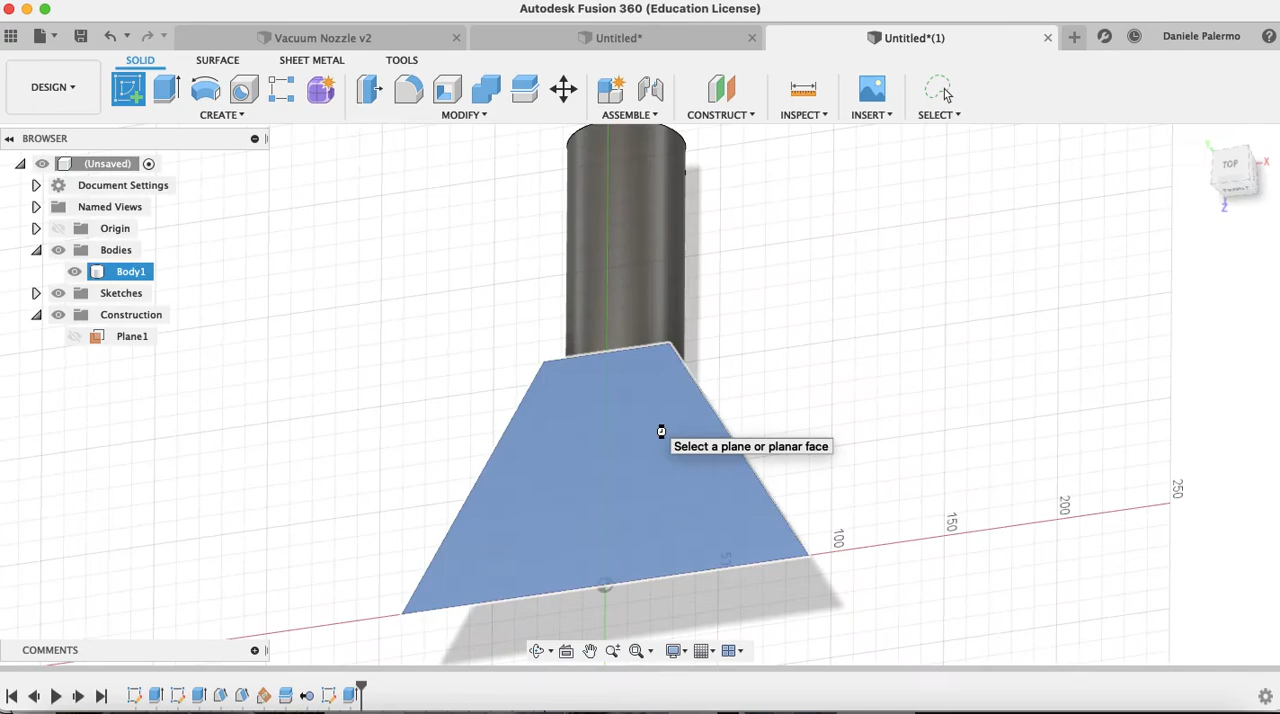 Autodesk Fusion 360 (Education License)
Vacuum Nozzle v2
Untitled*
Untitled*(1)
Daniele Palermo
DESIGN
SOLID
SURFACE
SHEET METAL
TOOLS
CREATE
MODIFY
ASSEMBLE
CONSTRUCT
INSPECT
INSERT
SELECT
BROWSER
(Unsaved)
Document Settings
Named Views
Origin
Bodies
Body1
Sketches
Construction
Plane1
TOP
X
Y
Z
Select a plane or planar face
100
150
200
250
COMMENTS